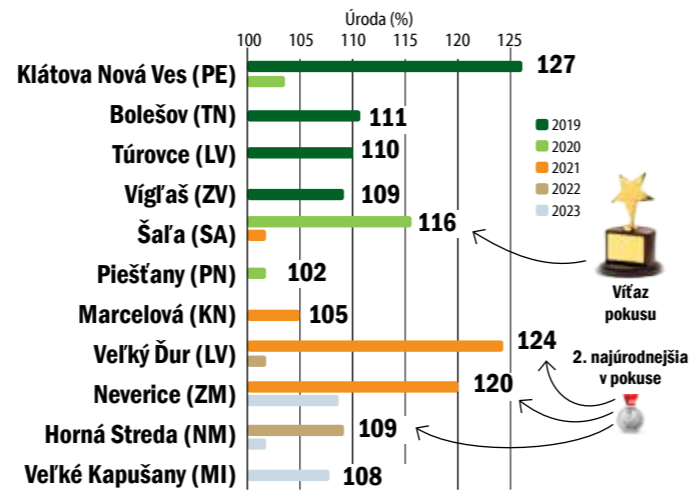 Úroda (%)
100 105 110 115 120 125
Klátova Nová Ves (PE) 127
Bolešov (TN) 111
Túrovce (LV) 110
Vígľaš (ZV) 109
Šaľa (SA) 116
Piešťany (PN) 102
Marcelová (KN) 105
Veľký Ďur (LV) 124
Neverice (ZM) 120
Horná Streda (NM) 109
Veľké Kapušany (MI) 108
2019
2020
2021
2022
2023
Víťaz
pokusu
2. najúrodnejšia
v pokuse